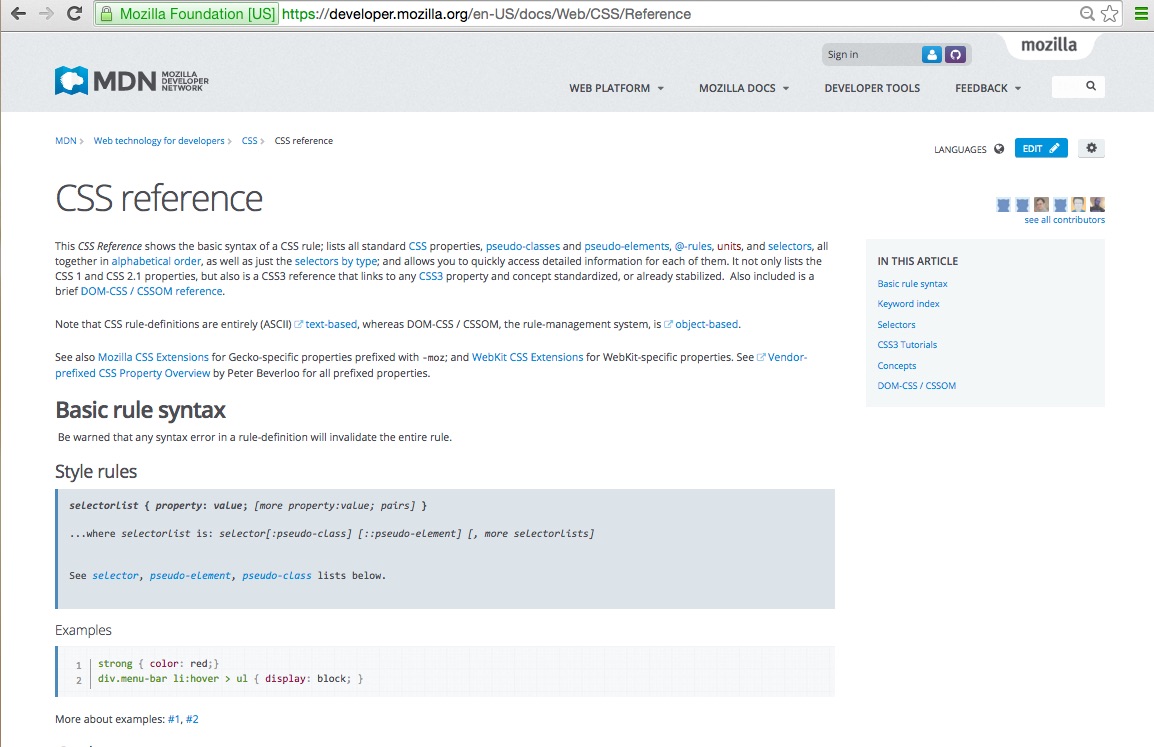 Mozilla Foundation [US] https://developer.mozilla.org/en-US/docs/Web/CSS/Reference
Sign in
mozilla
MDN MOZILLA DEVELOPER NETWORK
WEB PLATFORM MOZILLA DOCS DEVELOPER TOOLS FEEDBACK
MDN Web technology for developers CSS CSS reference
LANGUAGES EDIT
CSS reference
see all contributors
This CSS Reference shows the basic syntax of a CSS rule; lists all standard CSS properties, pseudo-classes and pseudo-elements, @-rules, units, and selectors, all
together in alphabetical order, as well as just the selectors by type; and allows you to quickly access detailed information for each of them. It not only lists the
CSS 1 and CSS 2.1 properties, but also is a CSS3 reference that links to any CSS3 property and concept standardized, or already stabilized. Also included is a
brief DOM-CSS / CSSOM reference.
Note that CSS rule-definitions are entirely (ASCII) text-based, whereas DOM-CSS / CSSOM, the rule-management system, is object-based.
See also Mozilla CSS Extensions for Gecko-specific properties prefixed with -moz; and WebKit CSS Extensions for WebKit-specific properties. See Vendor-
prefixed CSS Property Overview by Peter Beverloo for all prefixed properties.
IN THIS ARTICLE
Basic rule syntax
Keyword index
Selectors
CSS3 Tutorials
Concepts
DOM-CSS / CSSOM
Basic rule syntax
Be warned that any syntax error in a rule-definition will invalidate the entire rule.
Style rules
selectorlist { property: value; [more property:value; pairs] }
...where selectorlist is: selector[:pseudo-class] [::pseudo-element] [, more selectorlists]
See selector, pseudo-element, pseudo-class lists below.
Examples
1 strong { color: red;}
2 div.menu-bar li:hover > ul { display: block; }
More about examples: #1, #2